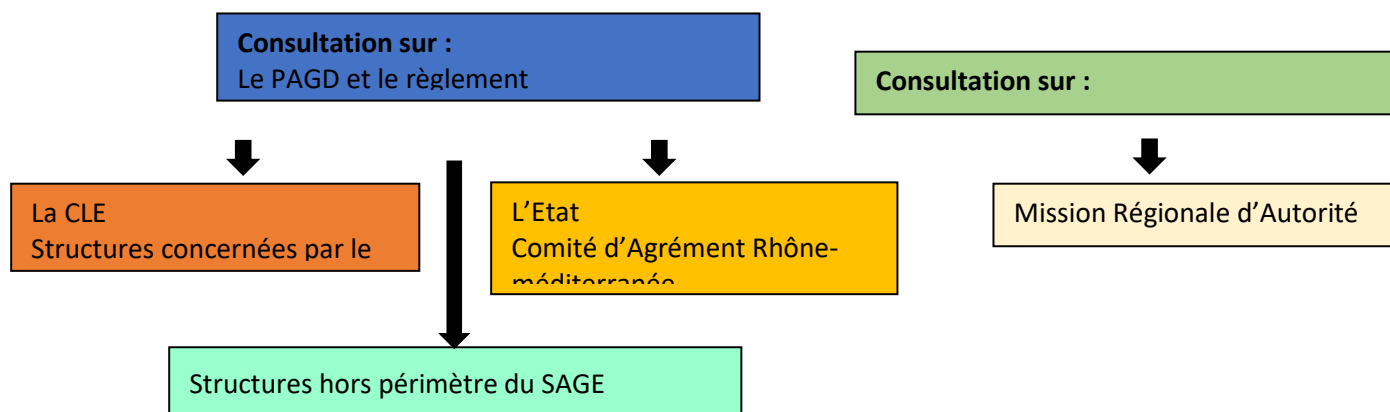 Consultation sur :
Le PAGD et le règlement
Consultation sur :
La CLE
Structures concernées par le
L’Etat
Comité d’Agrément Rhône-
méditerranée
Mission Régionale d’Autorité
Structures hors périmètre du SAGE